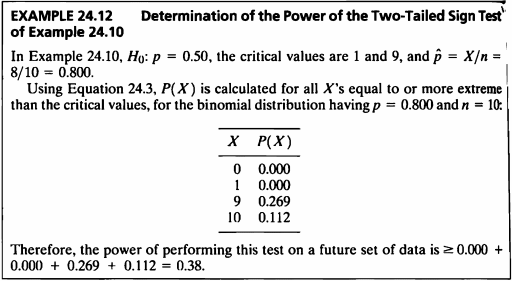 EXAMPLE 24.12 Determination of the Power of the Two-Tailed Sign Test
of Example 24.10
In Example 24.10, H₀: p = 0.50, the critical values are 1 and 9, and p̂ = X/n =
8/10 = 0.800.
Using Equation 24.3, P(X) is calculated for all X's equal to or more extreme
than the critical values, for the binomial distribution having p = 0.800 and n = 10:
X P(X)
0 0.000
1 0.000
9 0.269
10 0.112
Therefore, the power of performing this test on a future set of data is ≥ 0.000 +
0.000 + 0.269 + 0.112 = 0.38.